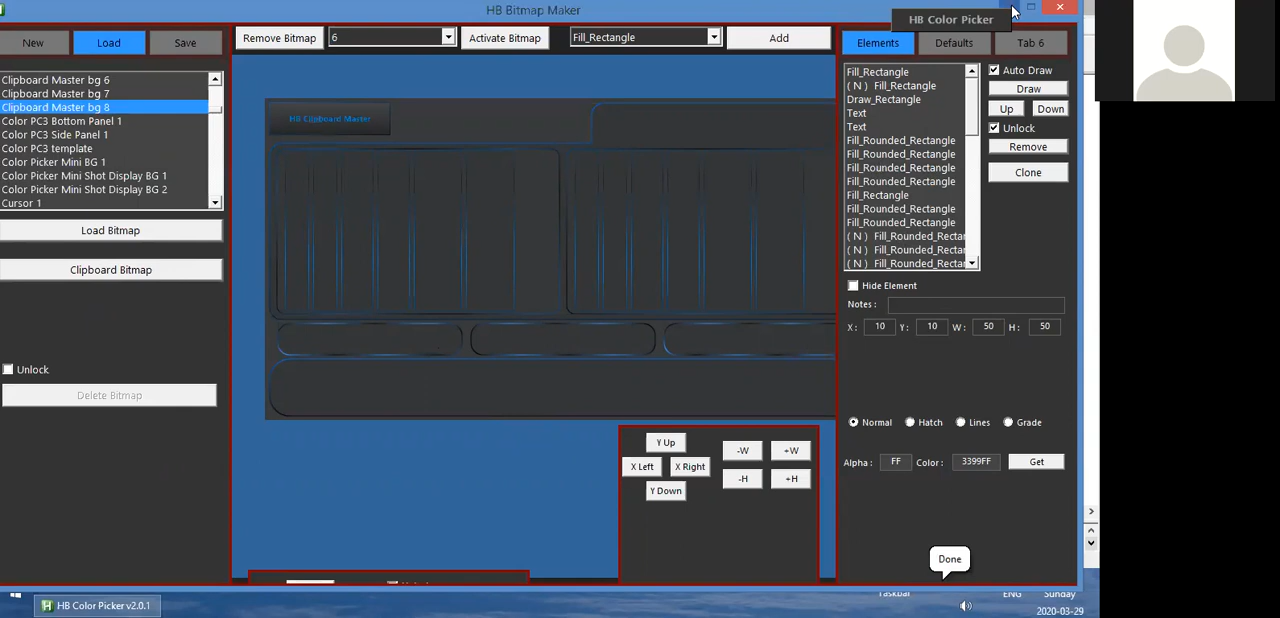 HB Bitmap Maker
HB Color Picker
New
Load
Save
Remove Bitmap
6
Activate Bitmap
Fill_Rectangle
Add
Elements
Defaults
Tab 6
Clipboard Master bg 6
Clipboard Master bg 7
Clipboard Master bg 8
Color PC3 Bottom Panel 1
Color PC3 Side Panel 1
Color PC3 template
Color Picker Mini BG 1
Color Picker Mini Shot Display BG 1
Color Picker Mini Shot Display BG 2
Cursor 1
Load Bitmap
Clipboard Bitmap
Unlock
Delete Bitmap
HB Clipboard Master
Y Up
X Left
X Right
Y Down
-W
+W
-H
+H
Fill_Rectangle
( N ) Fill_Rectangle
Draw_Rectangle
Text
Text
Fill_Rounded_Rectangle
Fill_Rounded_Rectangle
Fill_Rounded_Rectangle
Fill_Rounded_Rectangle
Fill_Rectangle
Fill_Rounded_Rectangle
Fill_Rounded_Rectangle
( N ) Fill_Rounded_Rectar
( N ) Fill_Rounded_Rectar
( N ) Fill_Rounded_Rectar
Auto Draw
Draw
Up
Down
Unlock
Remove
Clone
Hide Element
Notes :
X : 10 Y : 10 W : 50 H : 50
Normal
Hatch
Lines
Grade
Alpha : FF Color : 3399FF Get
Done
HB Color Picker v2.0.1
Taskbar
ENG
Sunday
2020-03-29